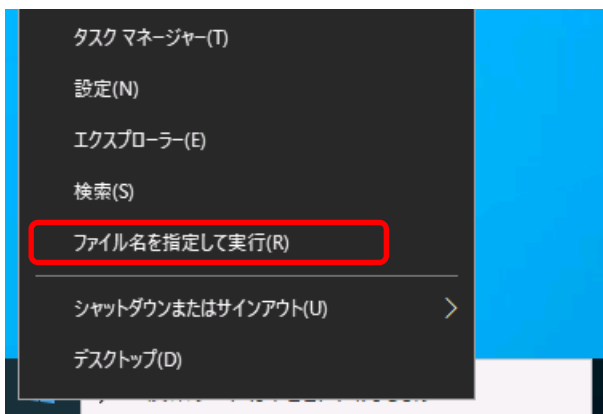 タスク マネージャー(T)
設定(N)
エクスプローラー(E)
検索(S)
ファイル名を指定して実行(R)
シャットダウンまたはサインアウト(U)
デスクトップ(D)